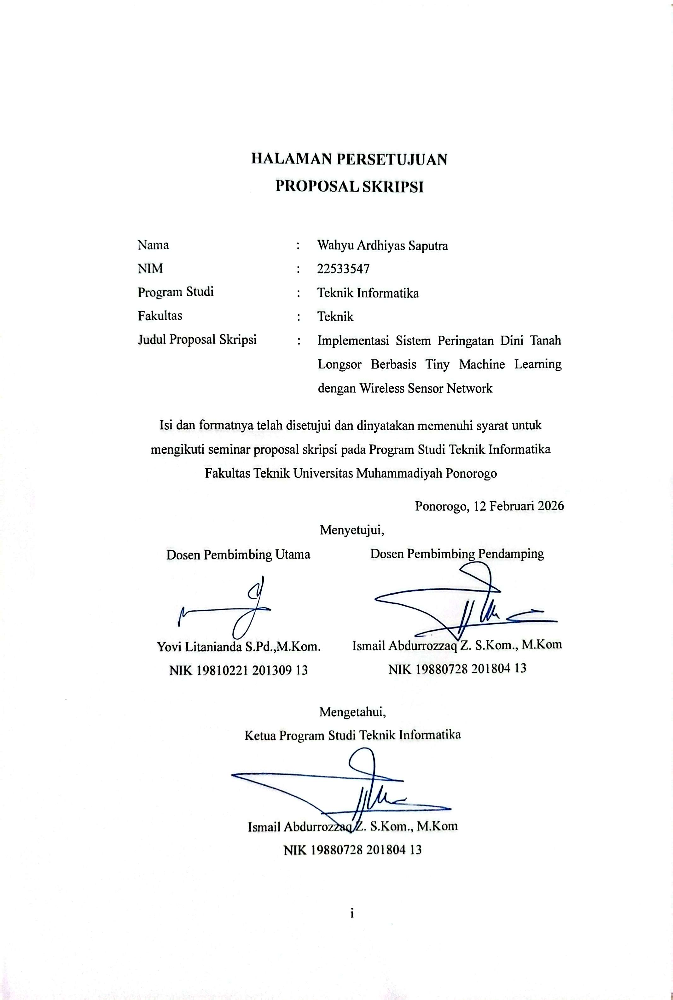 HALAMAN PERSETUJUAN
PROPOSAL SKRIPSI
Nama : Wahyu Ardhiyas Saputra
NIM : 22533547
Program Studi : Teknik Informatika
Fakultas : Teknik
Judul Proposal Skripsi : Implementasi Sistem Peringatan Dini Tanah
Longsor Berbasis Tiny Machine Learning
dengan Wireless Sensor Network
Isi dan formatnya telah disetujui dan dinyatakan memenuhi syarat untuk
mengikuti seminar proposal skripsi pada Program Studi Teknik Informatika
Fakultas Teknik Universitas Muhammadiyah Ponorogo
Ponorogo, 12 Februari 2026
Menyetujui,
Dosen Pembimbing Utama Dosen Pembimbing Pendamping
Yovi Litanianda S.Pd.,M.Kom. Ismail Abdurrozzaq Z. S.Kom., M.Kom
NIK 19810221 201309 13 NIK 19880728 201804 13
Mengetahui,
Ketua Program Studi Teknik Informatika
Ismail Abdurrozzaq Z. S.Kom., M.Kom
NIK 19880728 201804 13
i